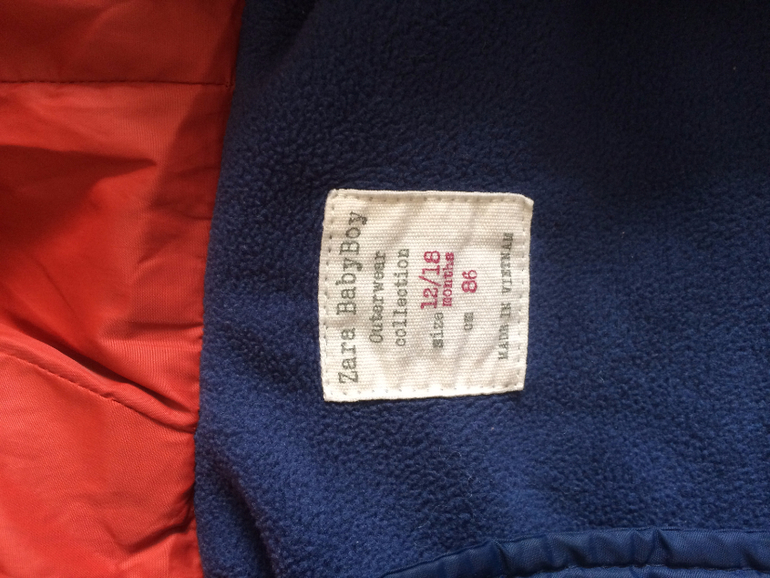 Zara BabyBoy
Outerwear
collection
size 12/18
months
cm 86
MADE IN VIETNAM